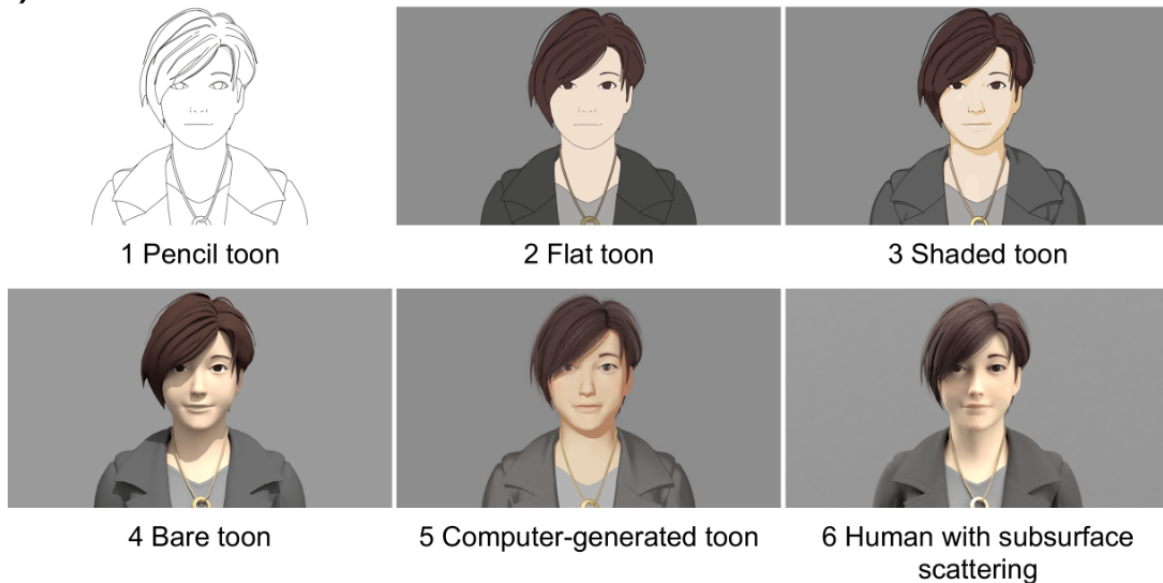 )
1 Pencil toon
2 Flat toon
3 Shaded toon
4 Bare toon
5 Computer-generated toon
6 Human with subsurface
scattering